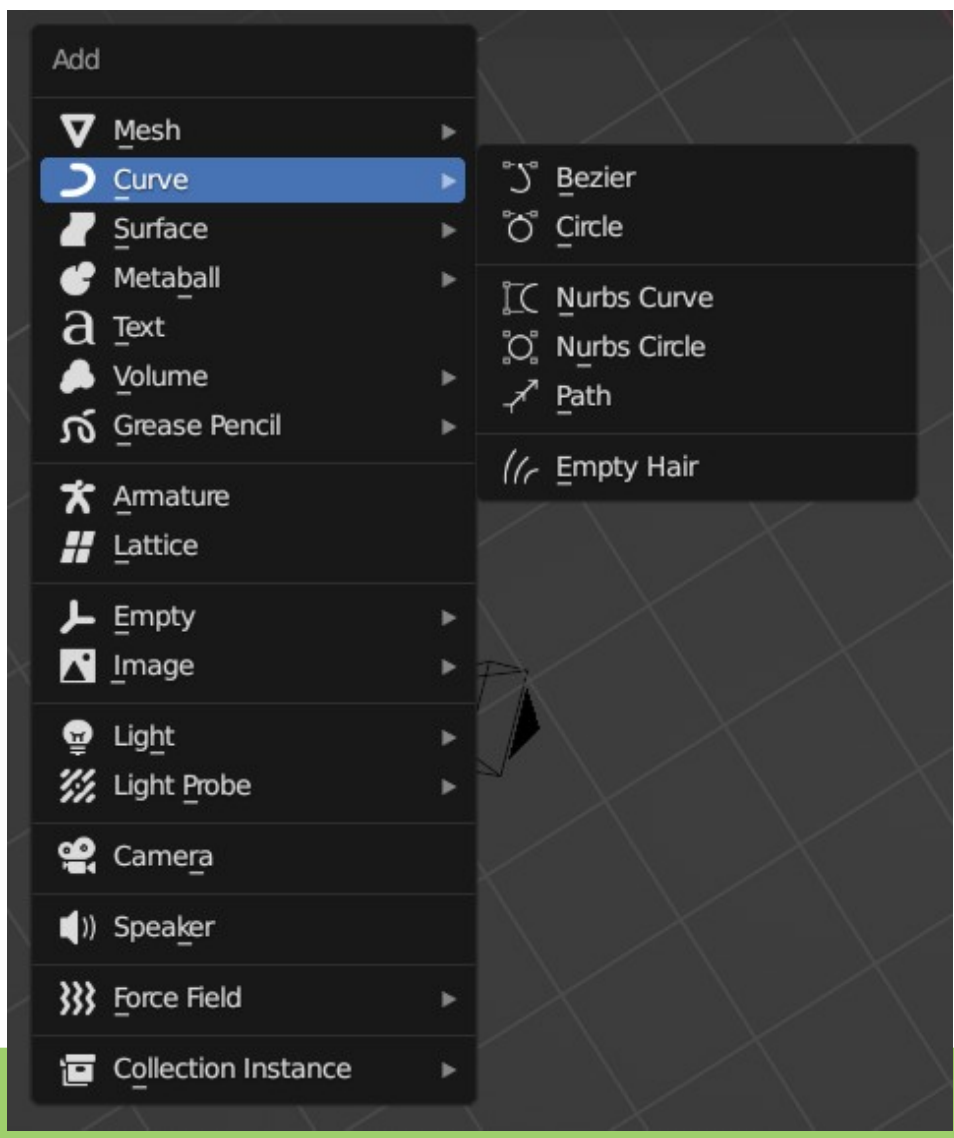 Add
Mesh
Curve
Surface
Metaball
Text
Volume
Grease Pencil
Armature
Lattice
Empty
Image
Light
Light Probe
Camera
Speaker
Force Field
Collection Instance
Bezier
Circle
Nurbs Curve
Nurbs Circle
Path
Empty Hair